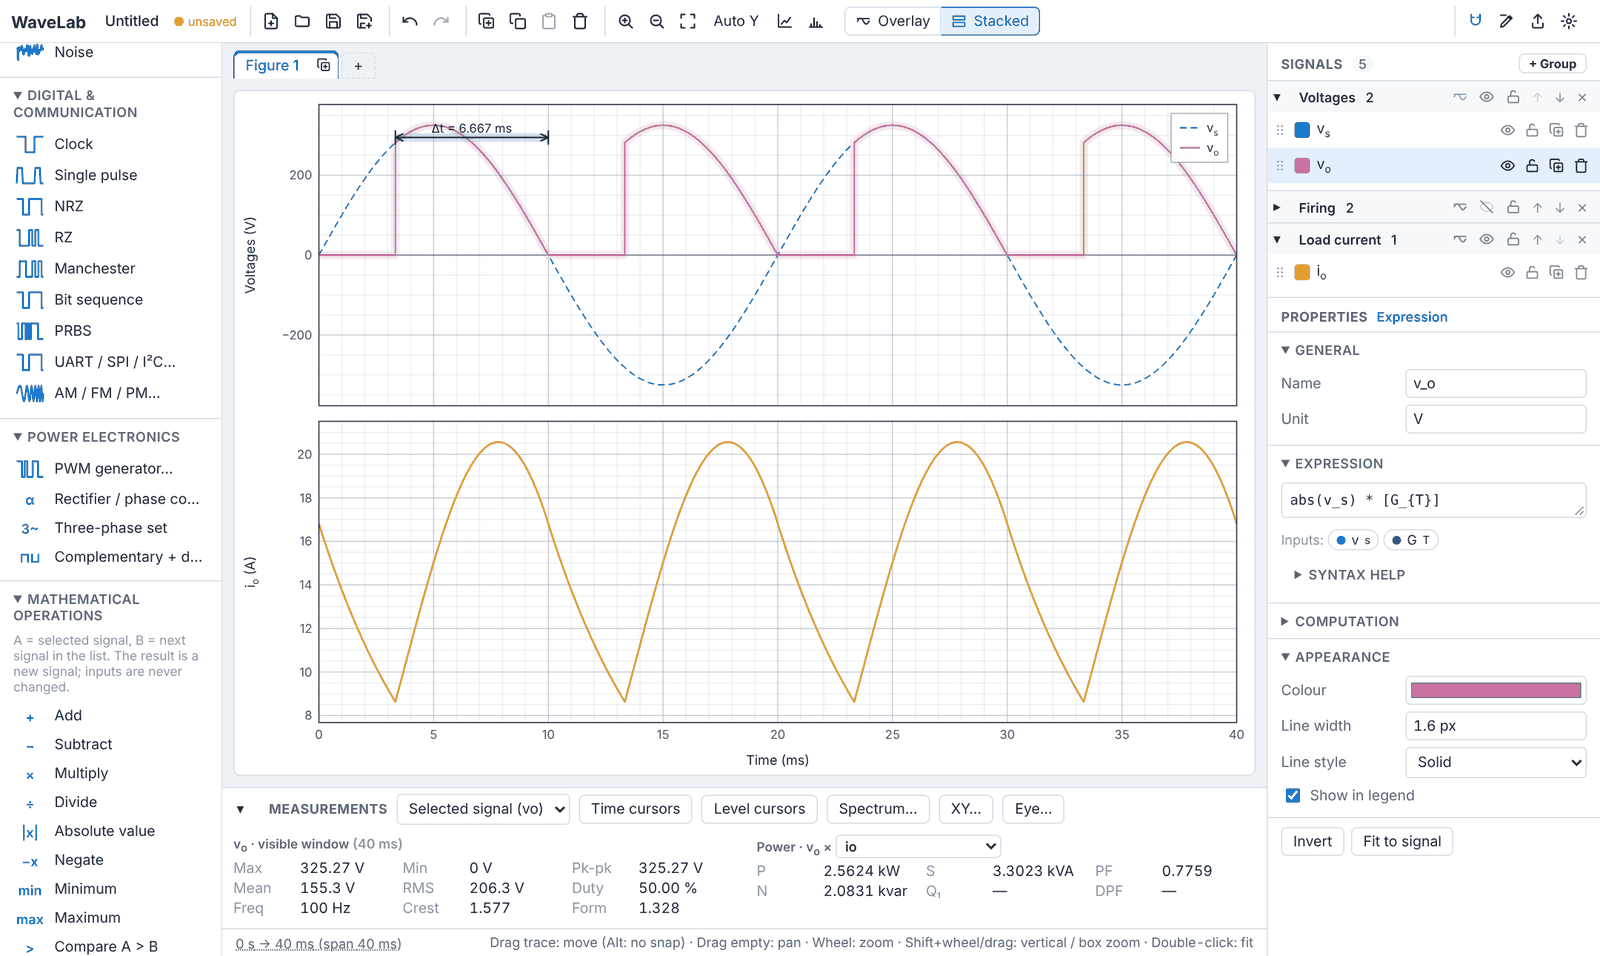 WaveLab Untitled unsaved Auto Y Overlay Stacked
Noise
DIGITAL &
COMMUNICATION
Clock
Single pulse
NRZ
RZ
Manchester
Bit sequence
PRBS
UART / SPI / I²C...
AM / FM / PM...
POWER ELECTRONICS
PWM generator...
α Rectifier / phase co...
3~ Three-phase set
Complementary + d...
MATHEMATICAL
OPERATIONS
A = selected signal, B = next
signal in the list. The result is a
new signal; inputs are never
changed.
+ Add
− Subtract
× Multiply
÷ Divide
|x| Absolute value
−x Negate
min Minimum
max Maximum
> Compare A > B
Figure 1 +
Δt = 6.667 ms
vs
vo
200
0
−200
Voltages (V)
20
18
16
14
12
10
8
io (A)
0 5 10 15 20 25 30 35 40
Time (ms)
MEASUREMENTS Selected signal (vo) Time cursors Level cursors Spectrum... XY... Eye...
vo · visible window (40 ms)
Max 325.27 V Min 0 V Pk-pk 325.27 V
Mean 155.3 V RMS 206.3 V Duty 50.00 %
Freq 100 Hz Crest 1.577 Form 1.328
Power · vo × io
P 2.5624 kW S 3.3023 kVA PF 0.7759
N 2.0831 kvar Q₁ — DPF —
0 s → 40 ms (span 40 ms) Drag trace: move (Alt: no snap) · Drag empty: pan · Wheel: zoom · Shift+wheel/drag: vertical / box zoom · Double-click: fit
SIGNALS 5 + Group
Voltages 2
vs
vo
Firing 2
Load current 1
io
PROPERTIES Expression
GENERAL
Name v_o
Unit V
EXPRESSION
abs(v_s) * [G_{T}]
Inputs: v s G T
SYNTAX HELP
COMPUTATION
APPEARANCE
Colour
Line width 1.6 px
Line style Solid
Show in legend
Invert Fit to signal